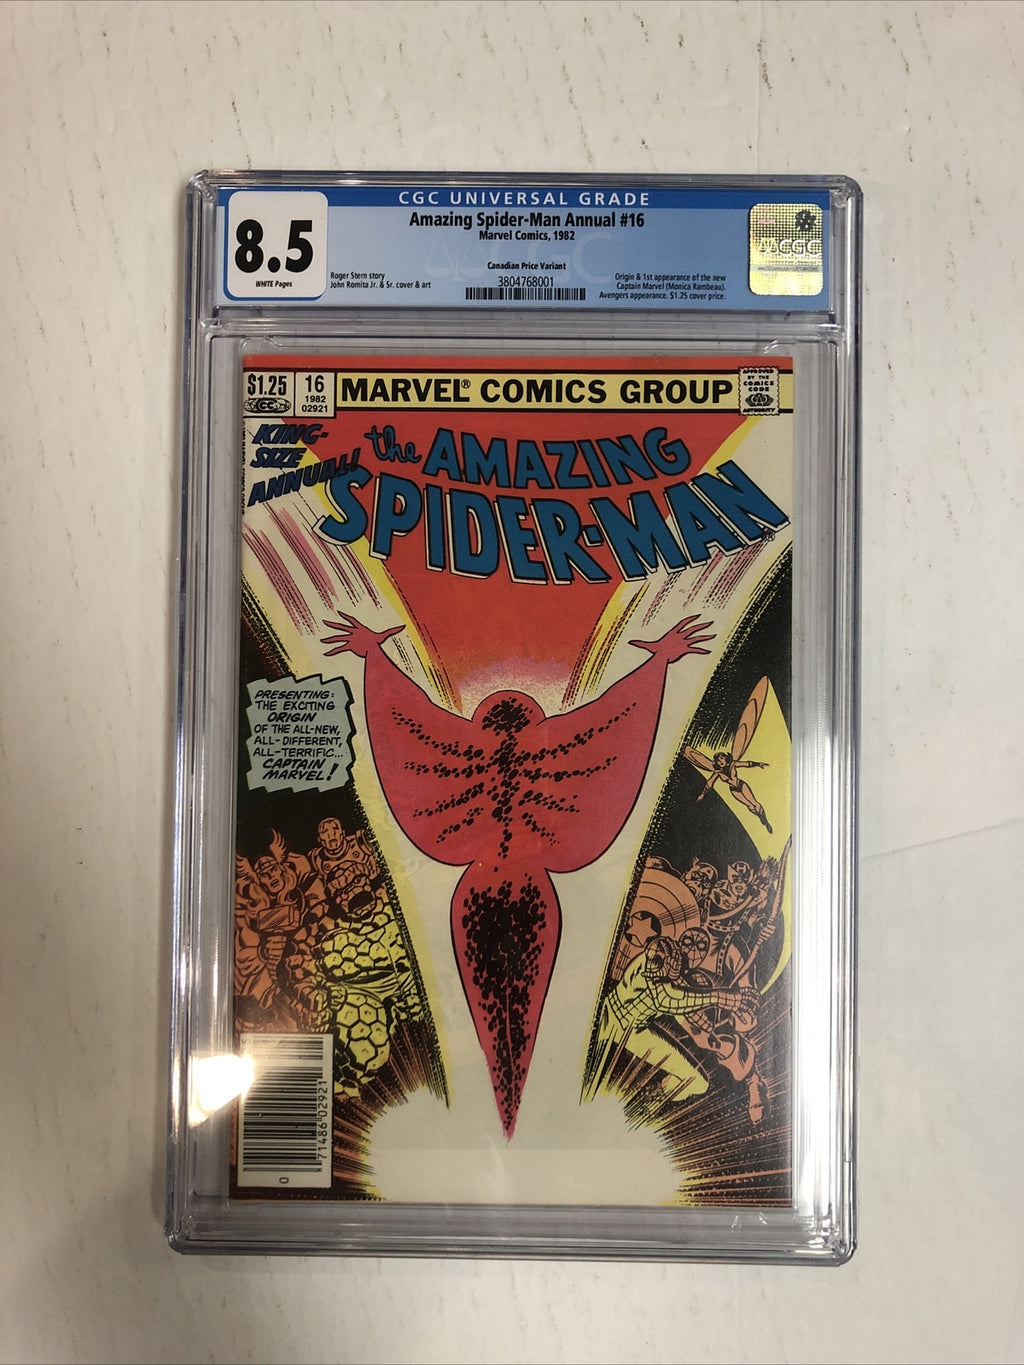 CGC UNIVERSAL GRADE
8.5
WHITE Pages
Amazing Spider-Man Annual #16
Marvel Comics, 1982
Canadian Price Variant
3804768001
Roger Stern story
John Romita Jr. & Sr. cover & art
Origin & 1st appearance of the new
Captain Marvel (Monica Rambeau).
Avengers appearance. $1.25 cover price.
CGC
$1.25
CC
16
1982
02921
MARVEL® COMICS GROUP
APPROVED
BY THE
COMICS
CODE
AUTHORITY
KING-
SIZE
ANNUAL!
the AMAZING
SPIDER-MAN®
PRESENTING:
THE EXCITING
ORIGIN
OF THE ALL-NEW,
ALL-DIFFERENT,
ALL-TERRIFIC...
CAPTAIN
MARVEL!
71486 02921
0